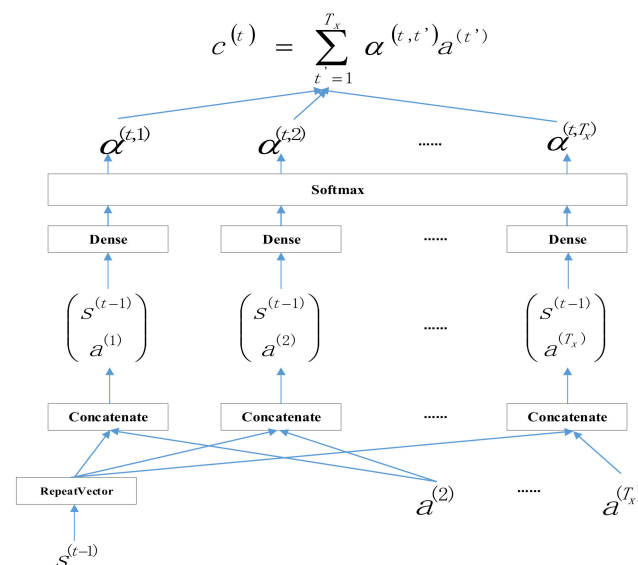 c^(t) = ∑_{t'=1}^{T_x} α^(t,t') a^(t')
α^(t,1) α^(t,2) ...... α^(t,T_x)
Softmax
Dense Dense ...... Dense
(s^(t-1) a^(1)) (s^(t-1) a^(2)) ...... (s^(t-1) a^(T_x))
Concatenate Concatenate ...... Concatenate
RepeatVector a^(2) ...... a^(T_x
s^(t-1)